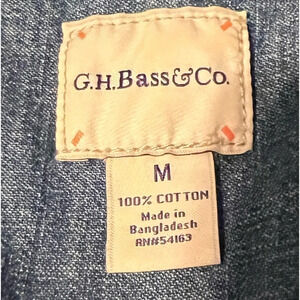 G.H.Bass&Co.
M
100% COTTON
Made in
Bangladesh
RN#54163